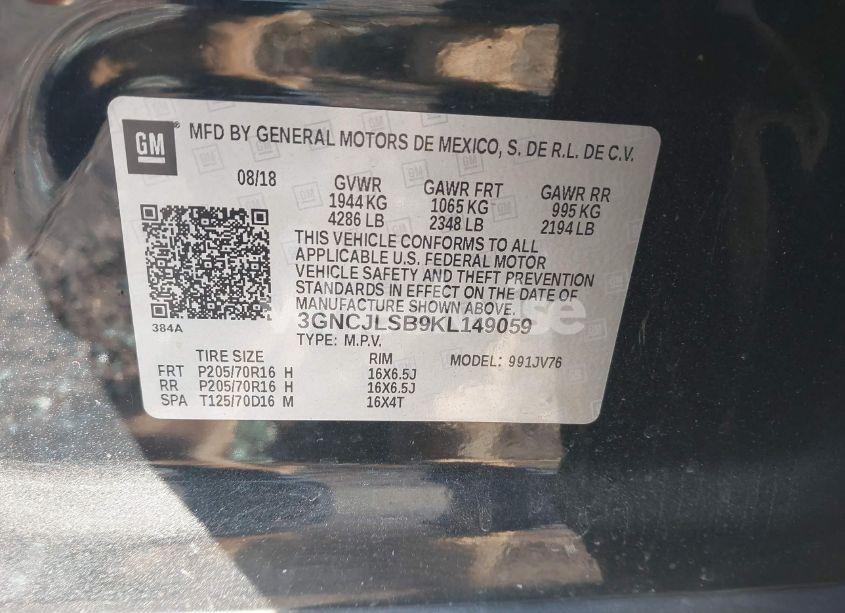 GM MFD BY GENERAL MOTORS DE MEXICO, S. DE R.L. DE C.V.
08/18 GVWR GAWR FRT GAWR RR
1944 KG 1065 KG 995 KG
4286 LB 2348 LB 2194 LB
THIS VEHICLE CONFORMS TO ALL
APPLICABLE U.S. FEDERAL MOTOR
VEHICLE SAFETY AND THEFT PREVENTION
STANDARDS IN EFFECT ON THE DATE OF
MANUFACTURE SHOWN ABOVE.
384A 3GNCJLSB9KL149059
TYPE: M.P.V.
TIRE SIZE RIM MODEL: 991JV76
FRT P205/70R16 H 16X6.5J
RR P205/70R16 H 16X6.5J
SPA T125/70D16 M 16X4T